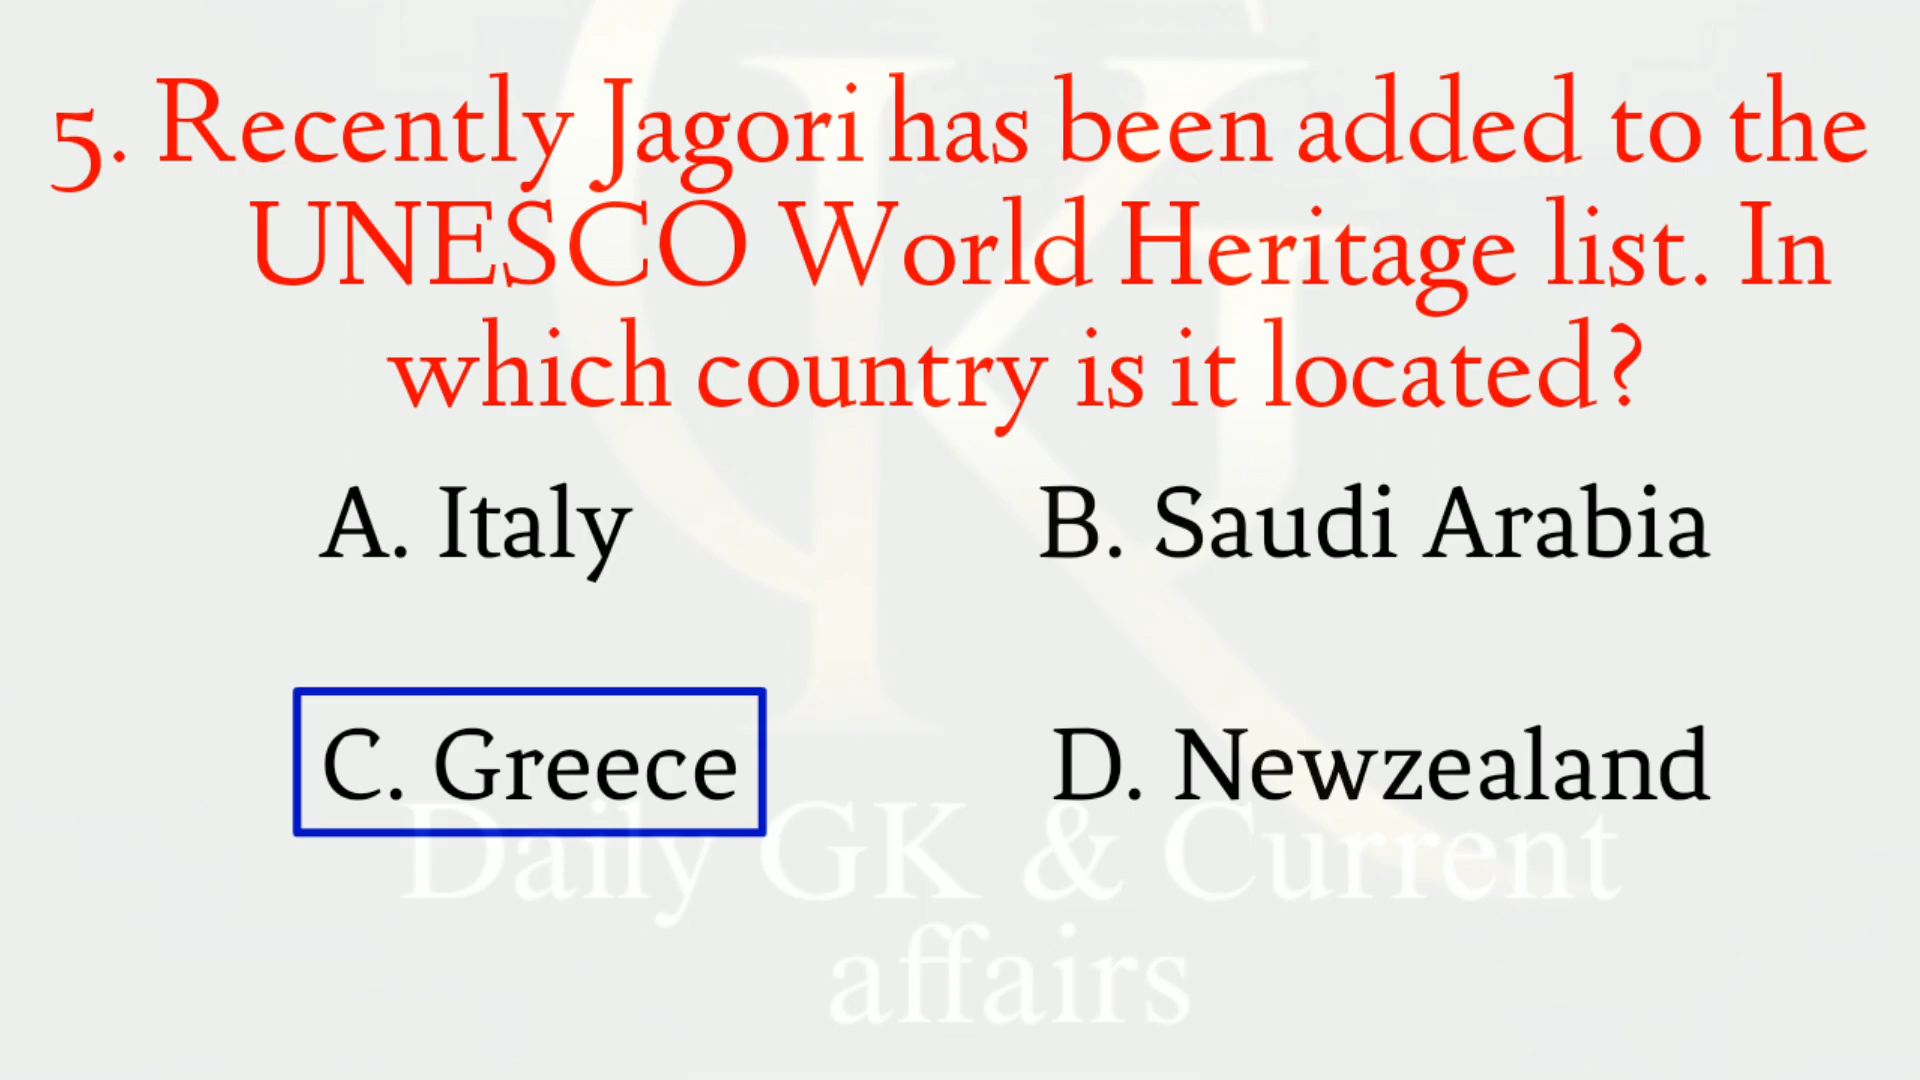 5. Recently Jagori has been added to the
UNESCO World Heritage list. In
which country is it located?
A. Italy
B. Saudi Arabia
C. Greece
D. Newzealand
Daily GK & Current
affairs